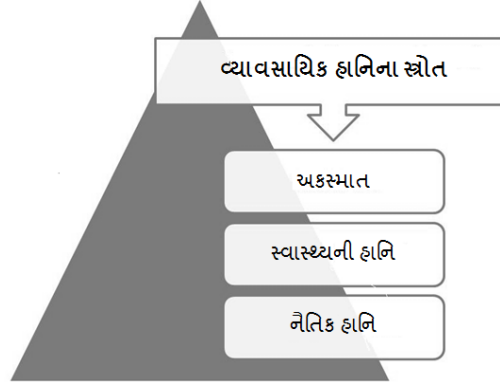 વ્યાવસાયિક હાનિના સ્ત્રોત
અકસ્માત
સ્વાસ્થ્યની હાનિ
નૈતિક હાનિ